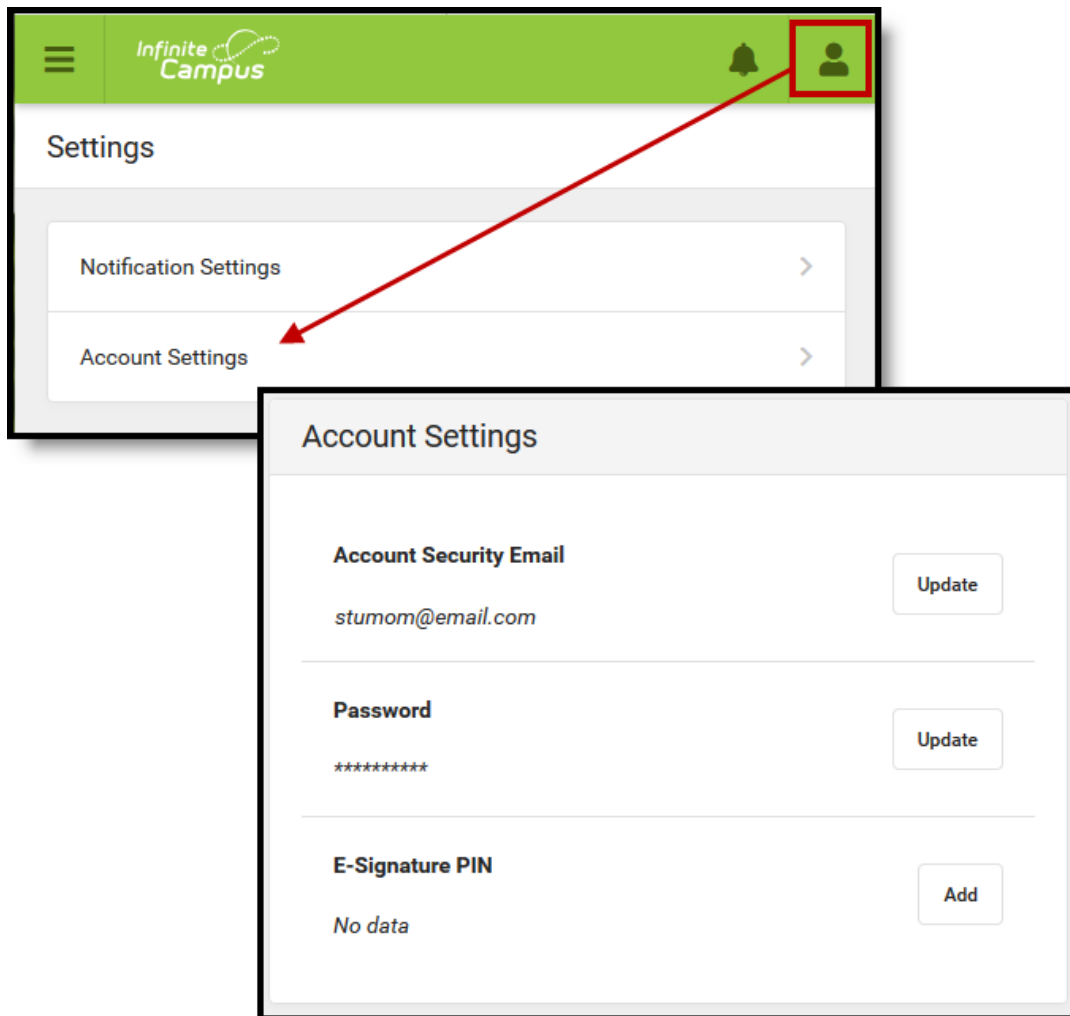 Infinite
Campus
Settings
Notification Settings
Account Settings
Account Settings
Account Security Email
Update
stumom@email.com
Password
Update
**********
E-Signature PIN
Add
No data